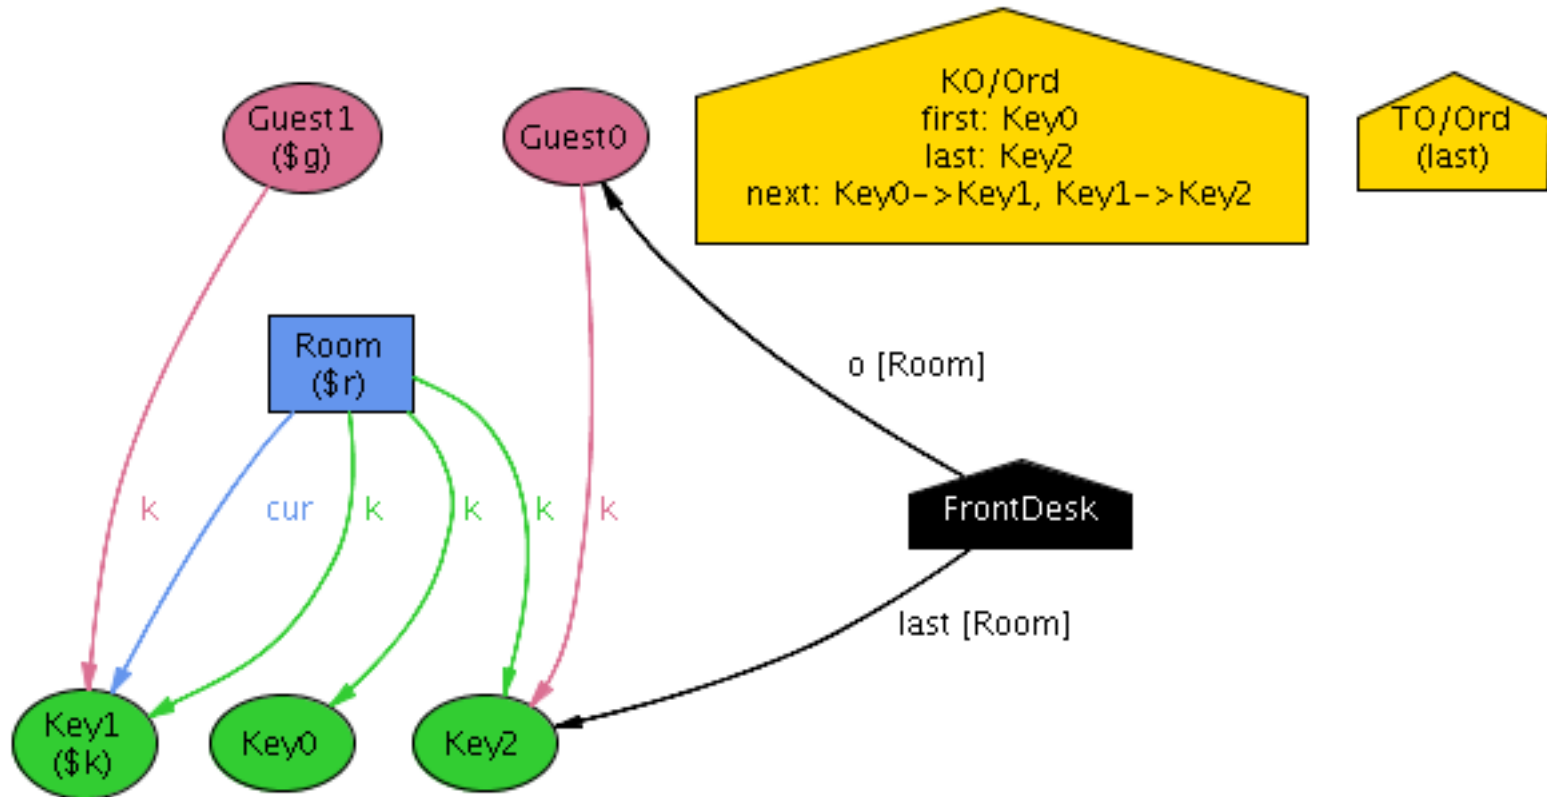 Guest1
($g)
Guest0
KO/Ord
first: Key0
last: Key2
next: Key0->Key1, Key1->Key2
TO/Ord
(last)
Room
($r)
o [Room]
k
cur
k
k
k
k
FrontDesk
last [Room]
Key1
($k)
Key0
Key2